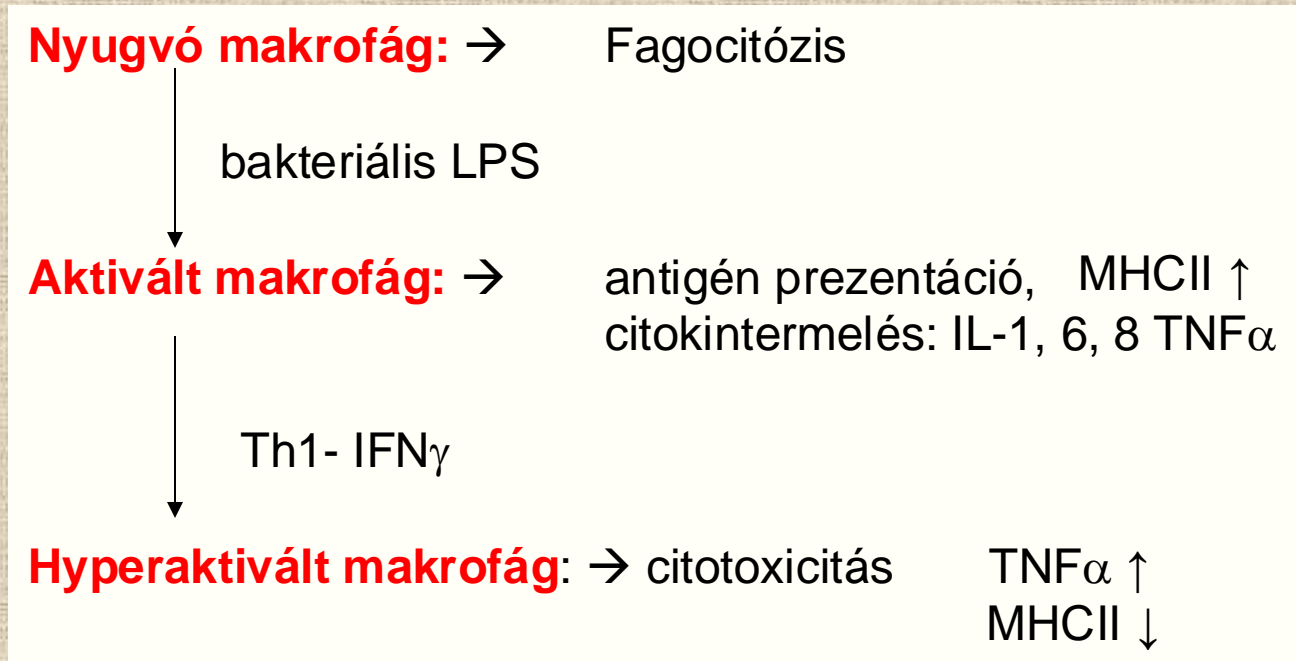 Nyugvó makrofág: → Fagocitózis
bakteriális LPS
Aktivált makrofág: → antigén prezentáció, MHCII ↑
citokintermelés: IL-1, 6, 8 TNFα
Th1- IFNγ
Hyperaktivált makrofág: → citotoxicitás TNFα ↑
MHCII ↓